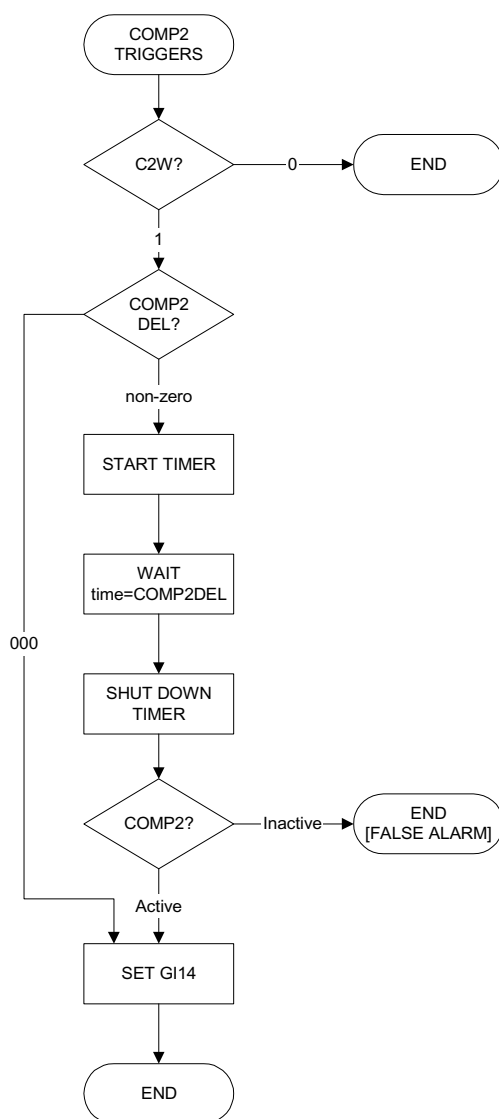 COMP2
TRIGGERS
C2W?
0
END
1
COMP2
DEL?
non-zero
START TIMER
WAIT
time=COMP2DEL
000
SHUT DOWN
TIMER
COMP2?
Inactive
END
[FALSE ALARM]
Active
SET GI14
END